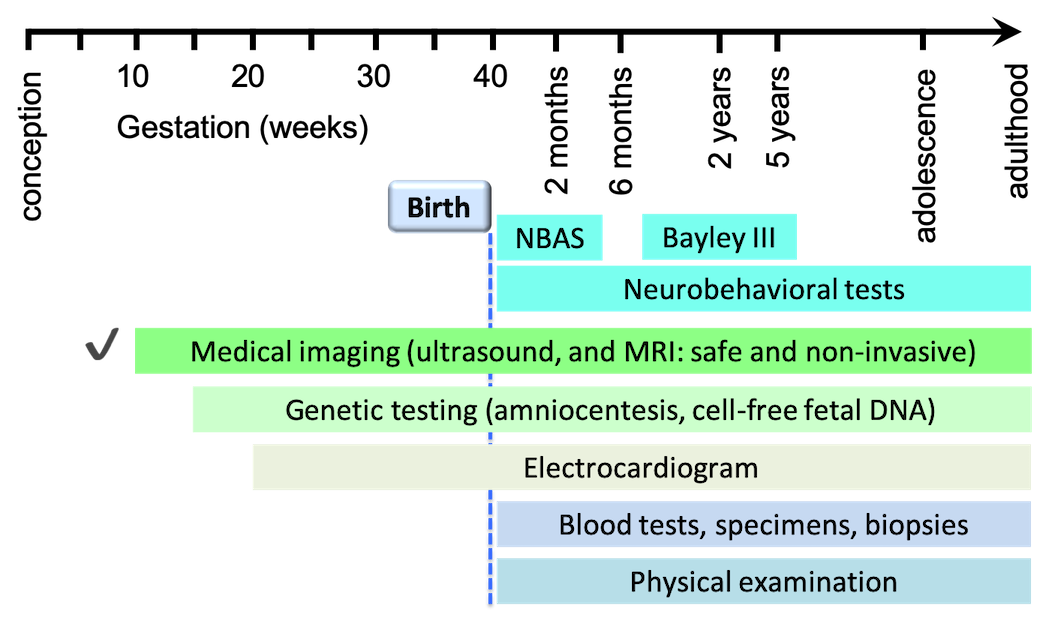 10 20 30 40
conception
Gestation (weeks)
2 months
6 months
2 years
5 years
adolescence
adulthood
Birth
NBAS
Bayley III
Neurobehavioral tests
Medical imaging (ultrasound, and MRI: safe and non-invasive)
Genetic testing (amniocentesis, cell-free fetal DNA)
Electrocardiogram
Blood tests, specimens, biopsies
Physical examination